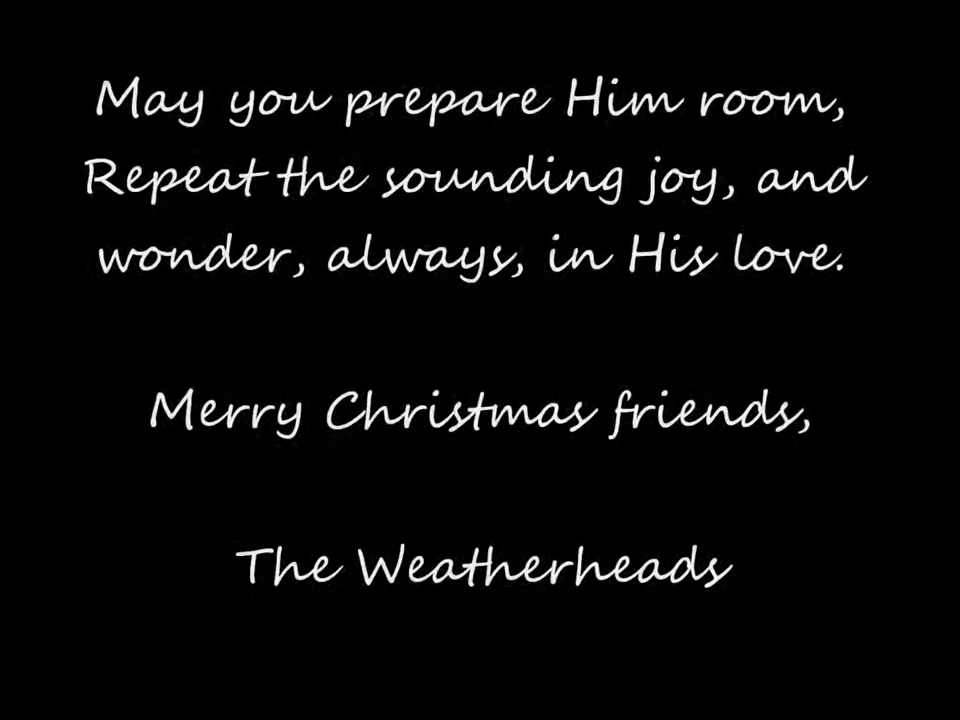 May you prepare Him room,
Repeat the sounding joy, and
wonder, always, in His love.
Merry Christmas friends,
The Weatherheads